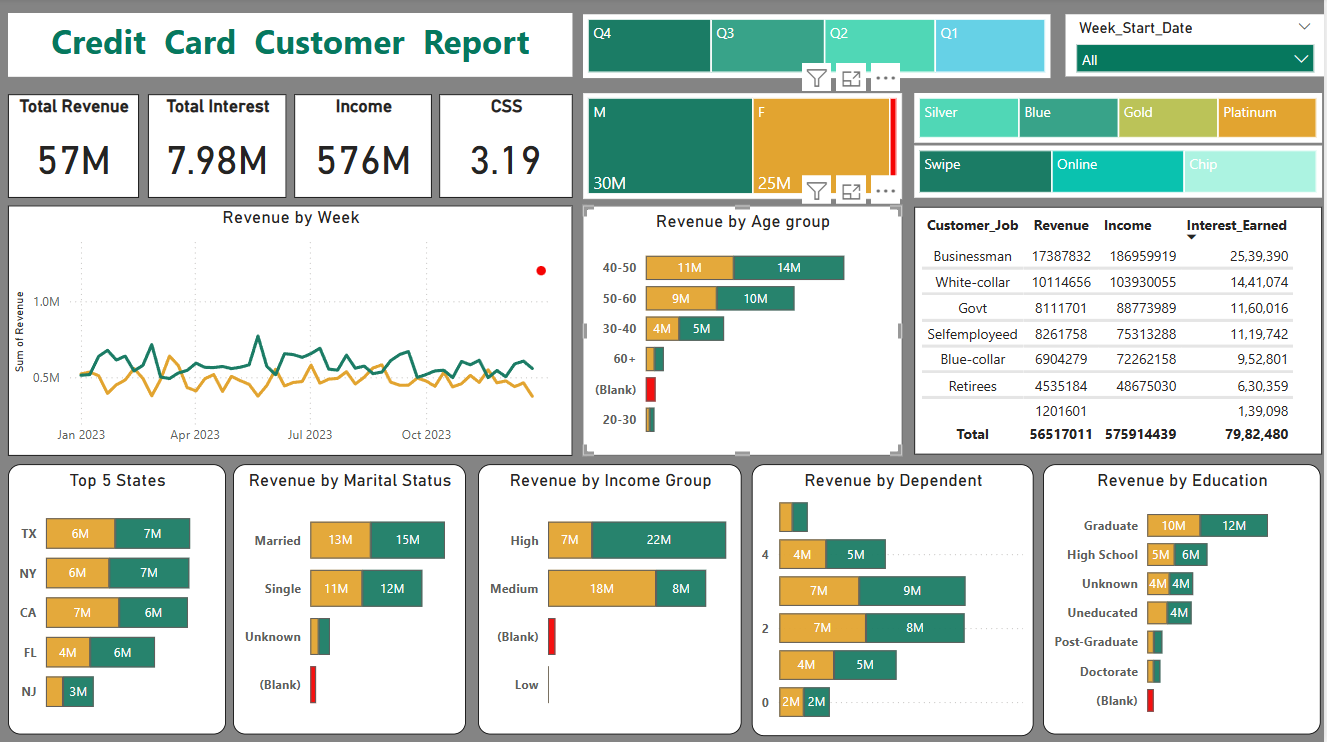 Credit Card Customer Report
Q4 Q3 Q2 Q1
Week_Start_Date
All
Total Revenue
57M
Total Interest
7.98M
Income
576M
CSS
3.19
M F
30M 25M
Silver Blue Gold Platinum
Swipe Online Chip
Revenue by Week
Sum of Revenue
1.0M
0.5M
Jan 2023 Apr 2023 Jul 2023 Oct 2023
Revenue by Age group
40-50 11M 14M
50-60 9M 10M
30-40 4M 5M
60+
(Blank)
20-30
Customer_Job Revenue Income Interest_Earned
Businessman 17387832 186959919 25,39,390
White-collar 10114656 103930055 14,41,074
Govt 8111701 88773989 11,60,016
Selfemployeed 8261758 75313288 11,19,742
Blue-collar 6904279 72262158 9,52,801
Retirees 4535184 48675030 6,30,359
1201601 1,39,098
Total 56517011 575914439 79,82,480
Top 5 States
TX 6M 7M
NY 6M 7M
CA 7M 6M
FL 4M 6M
NJ 3M
Revenue by Marital Status
Married 13M 15M
Single 11M 12M
Unknown
(Blank)
Revenue by Income Group
High 7M 22M
Medium 18M 8M
(Blank)
Low
Revenue by Dependent
4 4M 5M
7M 9M
2 7M 8M
4M 5M
0 2M 2M
Revenue by Education
Graduate 10M 12M
High School 5M 6M
Unknown 4M 4M
Uneducated 4M
Post-Graduate
Doctorate
(Blank)